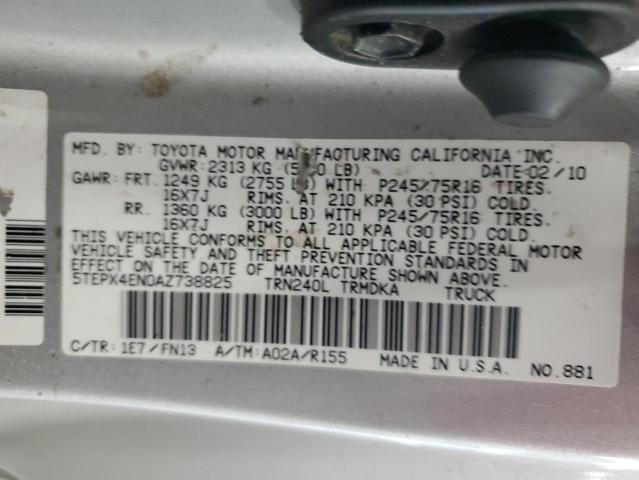 MFD. BY: TOYOTA MOTOR MANUFACTURING CALIFORNIA INC.
GVWR: 2313 KG LB) DATE: 02/10
GAWR: FRT. 1249 KG (2755 LB) WITH P245/75R16 TIRES.
16X7J RIMS. AT 210 KPA (30 PSI) COLD.
RR. 1360 KG (3000 LB) WITH P245/75R16 TIRES.
16X7J RIMS. AT 210 KPA (30 PSI) COLD.
THIS VEHICLE CONFORMS TO ALL APPLICABLE FEDERAL MOTOR
VEHICLE SAFETY AND THEFT PREVENTION STANDARDS IN
EFFECT ON THE DATE OF MANUFACTURE SHOWN ABOVE.
5TEPX4EN0AZ738825 TRN240L TRMDKA TRUCK
C/TR: 1E7/FN13 A/TM: A02A/R155 MADE IN U.S.A. NO.881